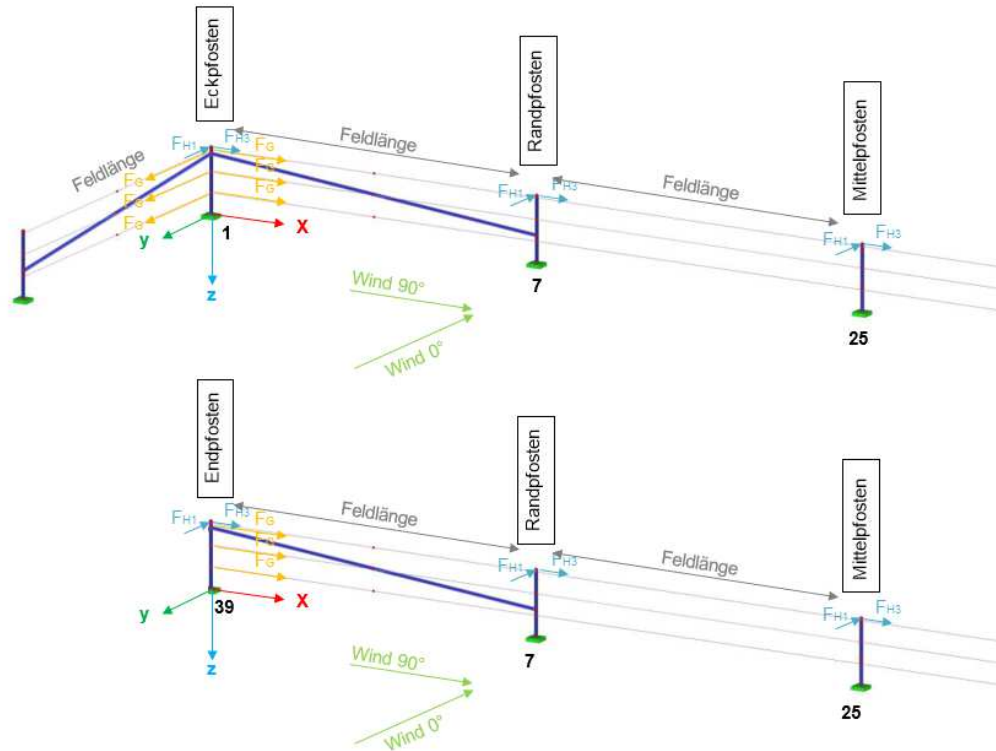 Eckpfosten
Randpfosten
Mittelpfosten
Feldlänge
Feldlänge
Feldlänge
FH1
FH3
FG
FG
FG
FG
FG
FG
FH1
FH3
FH1
FH3
1
X
y
z
7
25
Wind 90°
Wind 0°
Endpfosten
Randpfosten
Mittelpfosten
Feldlänge
Feldlänge
FH1
FH3
FG
FG
FG
FH1
FH3
FH1
FH3
39
X
y
z
7
25
Wind 90°
Wind 0°